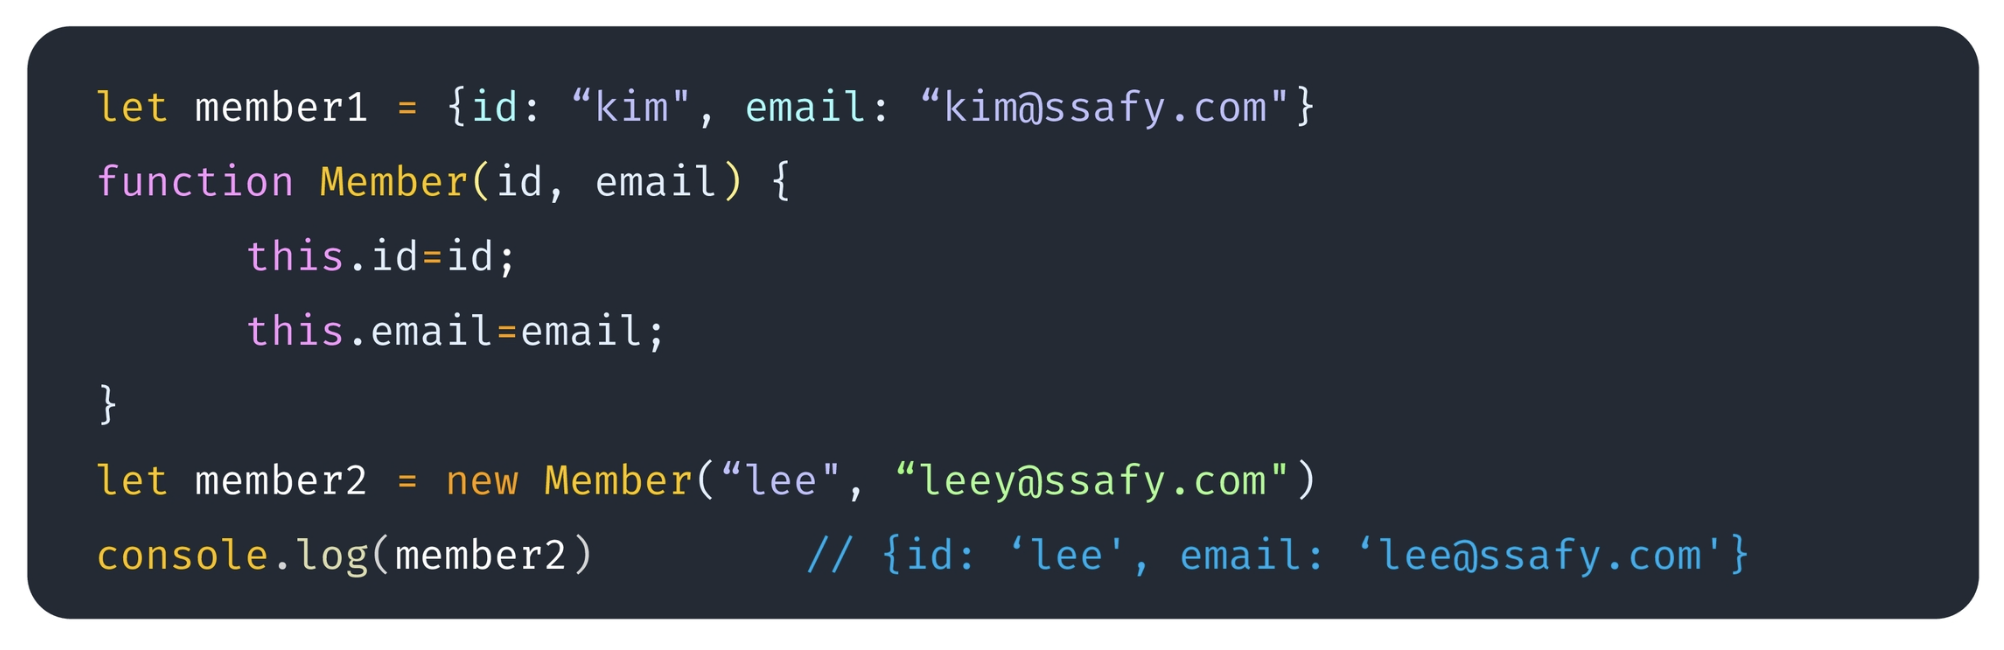 let member1 = {id: “kim", email: “kim@ssafy.com"}
function Member(id, email) {
this.id=id;
this.email=email;
}
let member2 = new Member(“lee", “leey@ssafy.com")
console.log(member2) // {id: ‘lee', email: ‘lee@ssafy.com'}